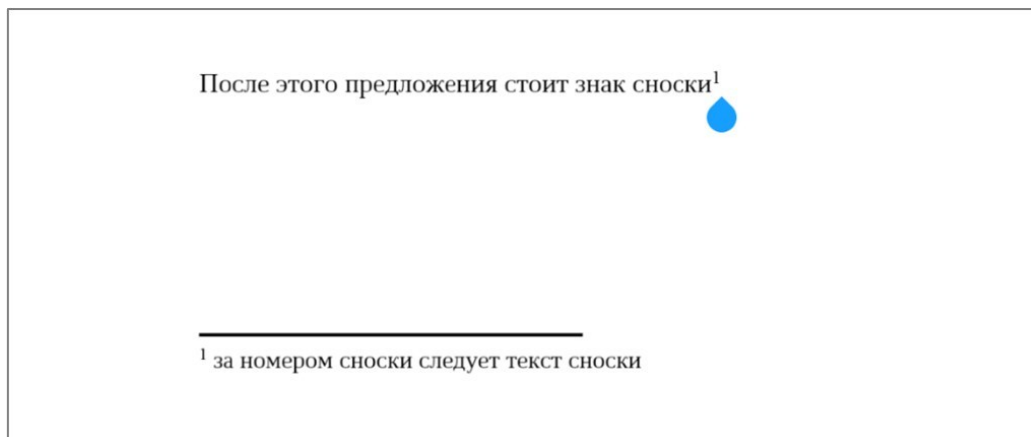 После этого предложения стоит знак сноски¹
¹ за номером сноски следует текст сноски